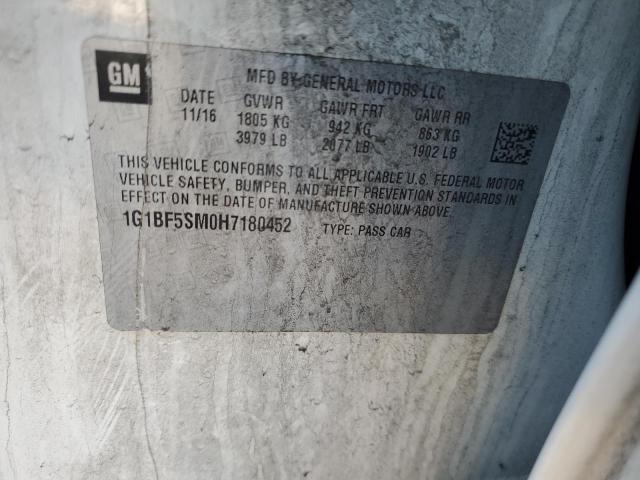 GM
MFD BY GENERAL MOTORS LLC
DATE GVWR GAWR FRT GAWR RR
11/16 1805 KG 942 KG 863 KG
3979 LB 2077 LB 1902 LB
THIS VEHICLE CONFORMS TO ALL APPLICABLE U.S. FEDERAL MOTOR
VEHICLE SAFETY, BUMPER, AND THEFT PREVENTION STANDARDS IN
EFFECT ON THE DATE OF MANUFACTURE SHOWN ABOVE.
1G1BF5SM0H7180452 TYPE: PASS CAR